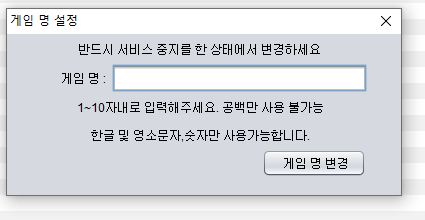 게임 명 설정
반드시 서비스 중지를 한 상태에서 변경하세요
게임 명 :
1~10자내로 입력해주세요. 공백만 사용 불가능
한글 및 영소문자,숫자만 사용가능합니다.
게임 명 변경